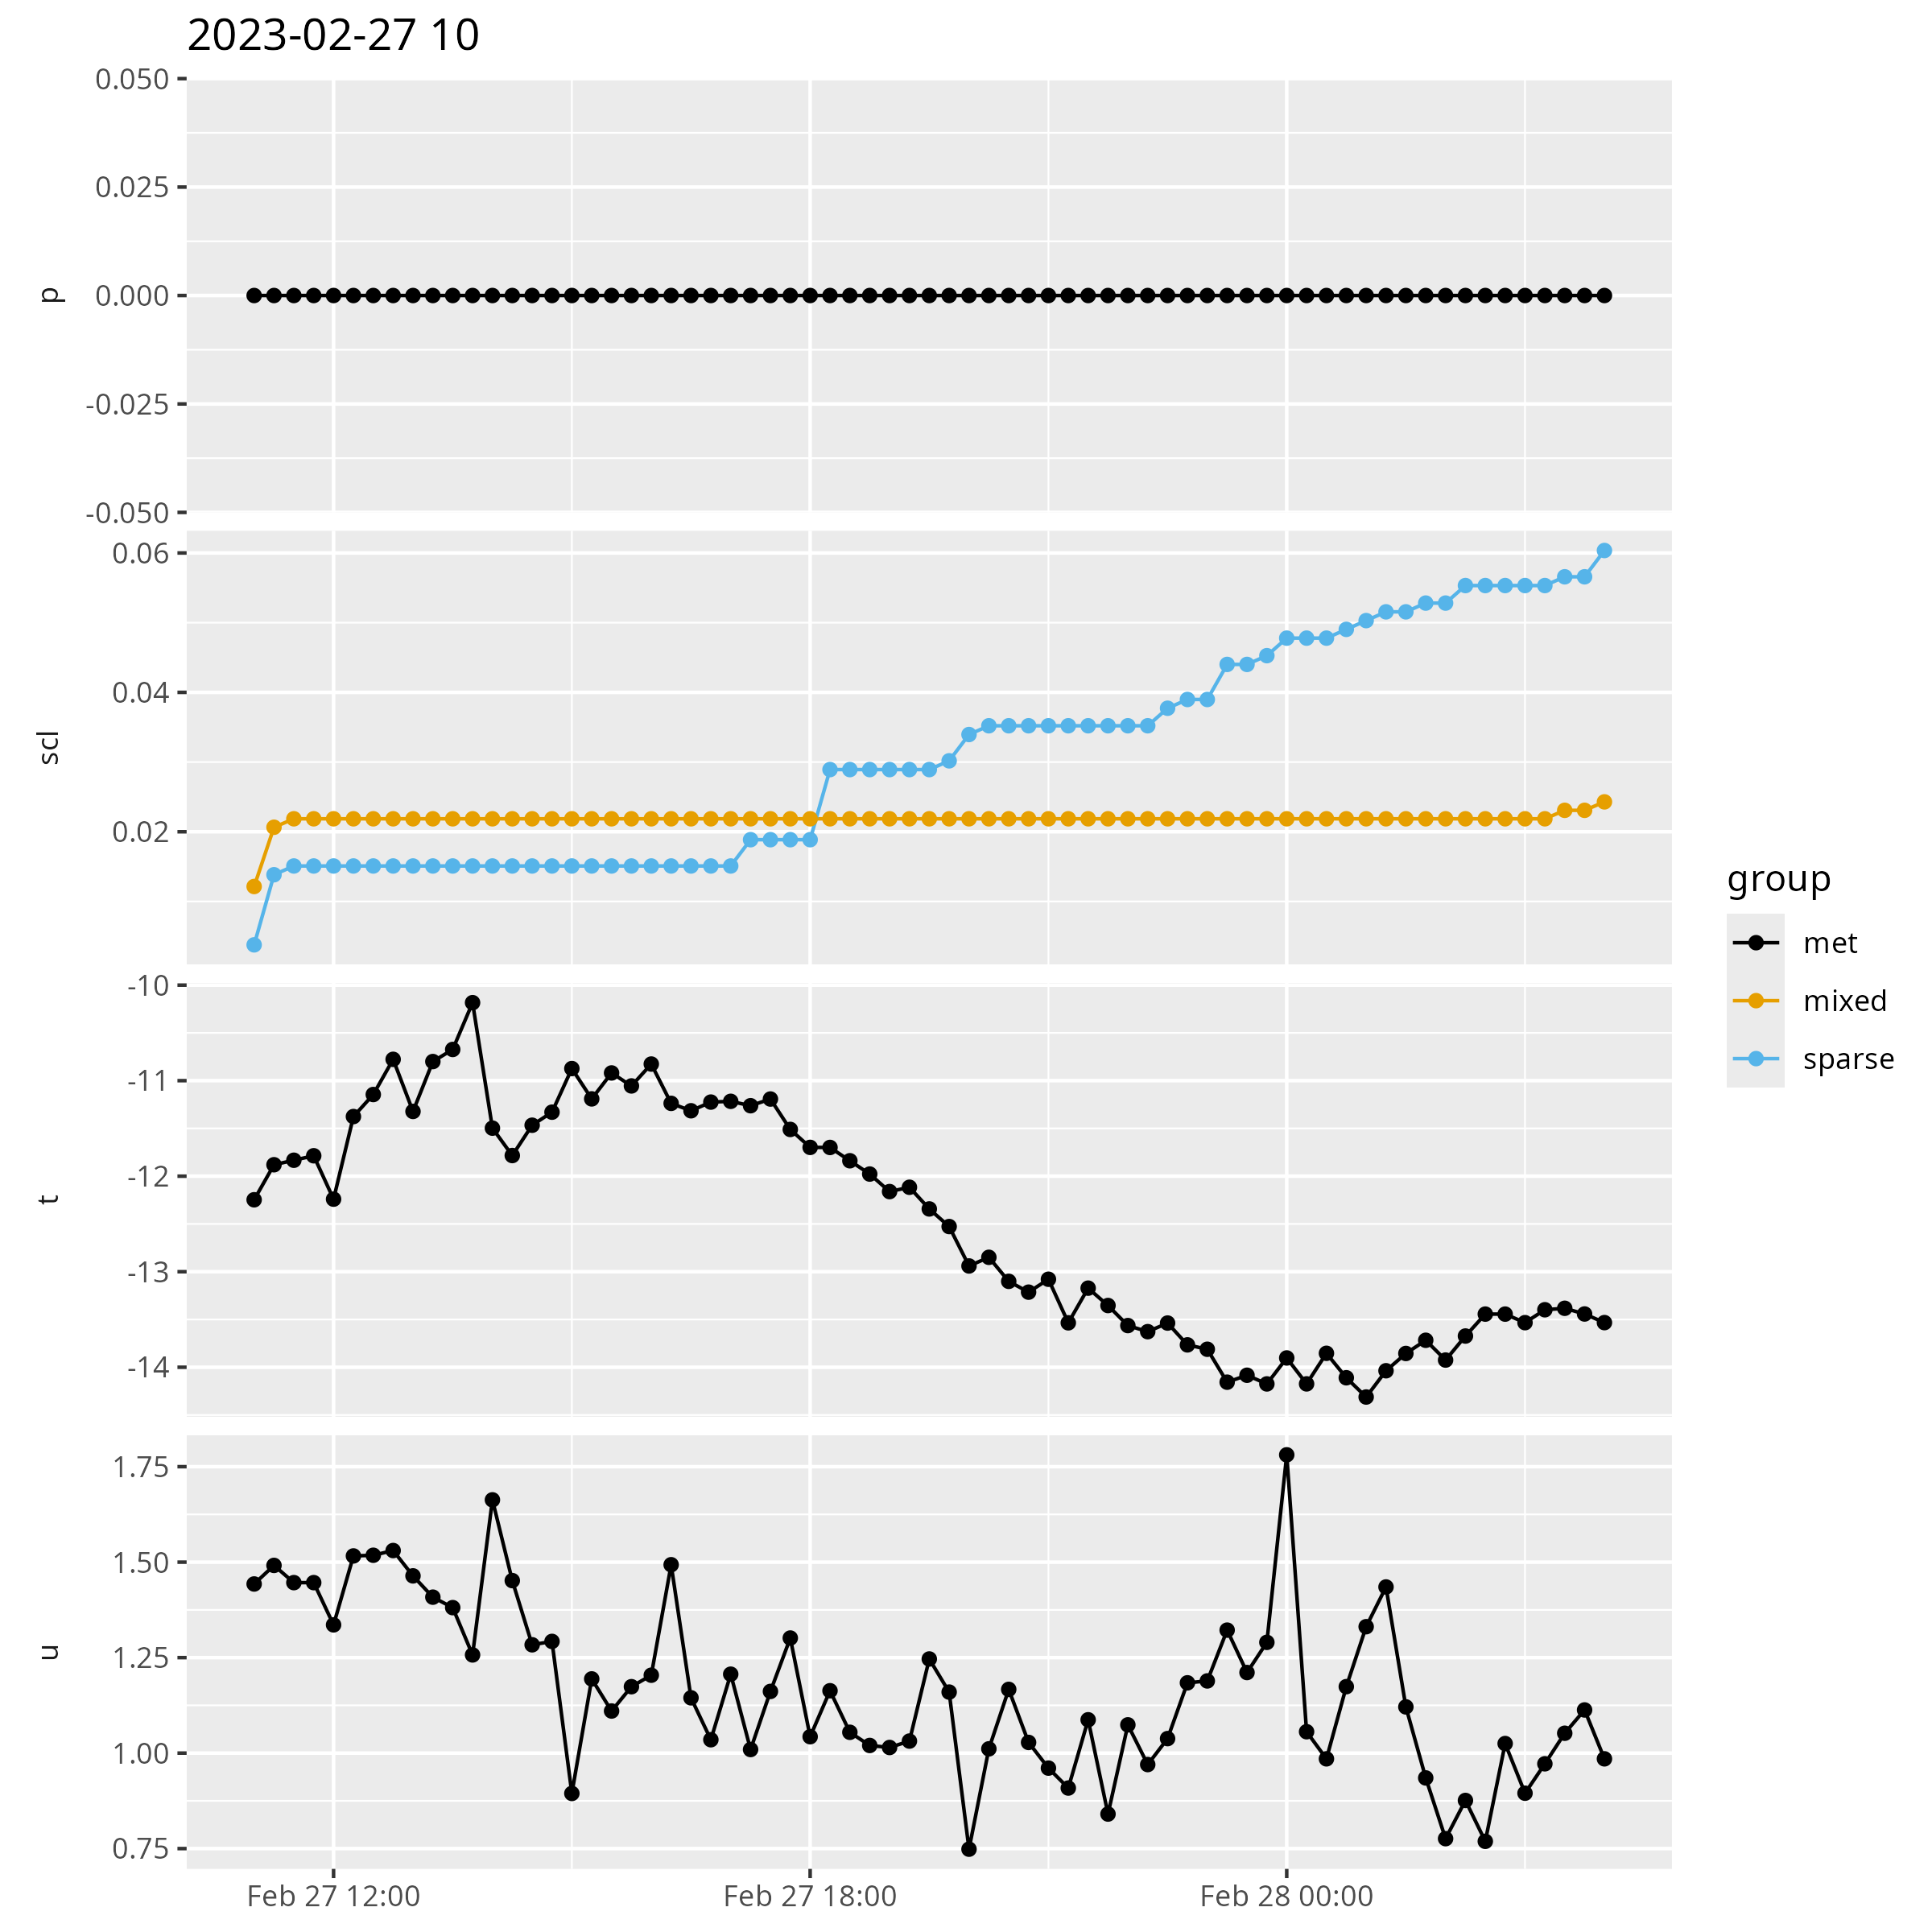 2023-02-27 10
0.050
0.025
0.000
-0.025
-0.050
p
0.06
0.04
0.02
scl
-10
-11
-12
-13
-14
t
1.75
1.50
1.25
1.00
0.75
u
Feb 27 12:00
Feb 27 18:00
Feb 28 00:00
group
met
mixed
sparse